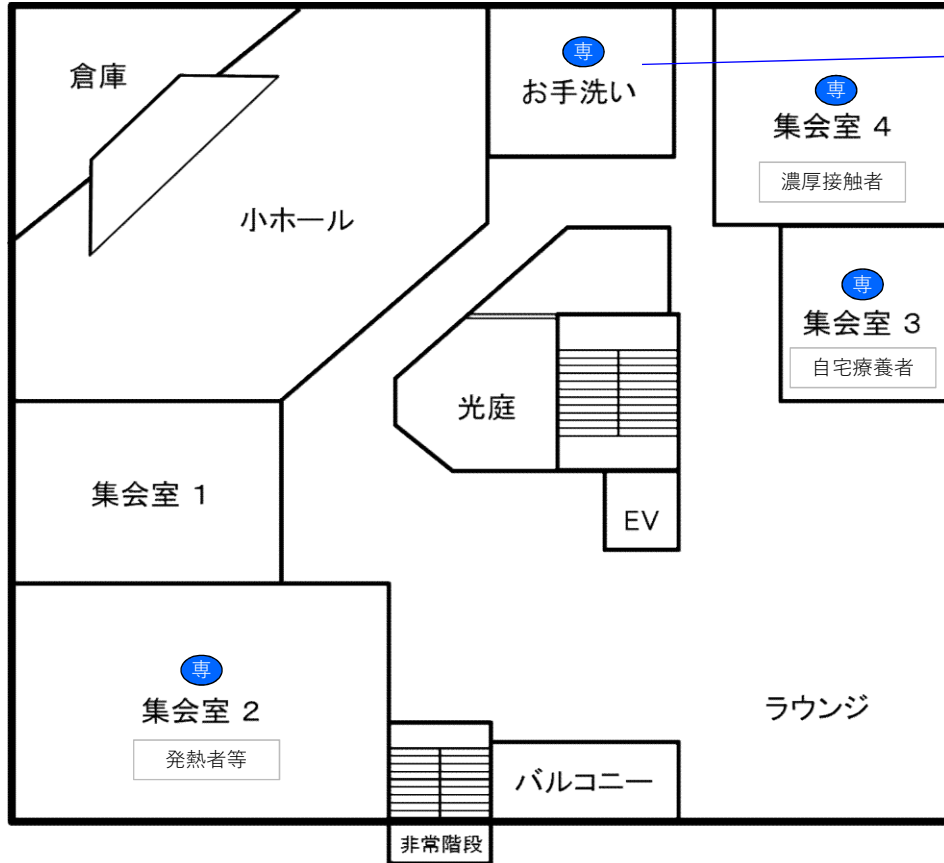 倉庫
専
お手洗い
専
集会室 4
濃厚接触者
小ホール
専
集会室 3
自宅療養者
光庭
集会室 1
EV
専
集会室 2
発熱者等
ラウンジ
バルコニー
非常階段